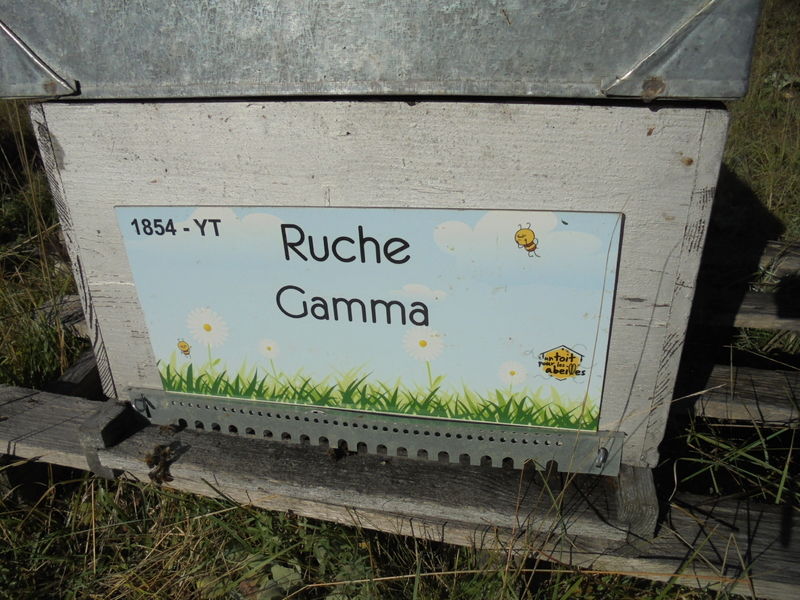 1854 - YT
Ruche
Gamma
un toit
pour les
abeilles